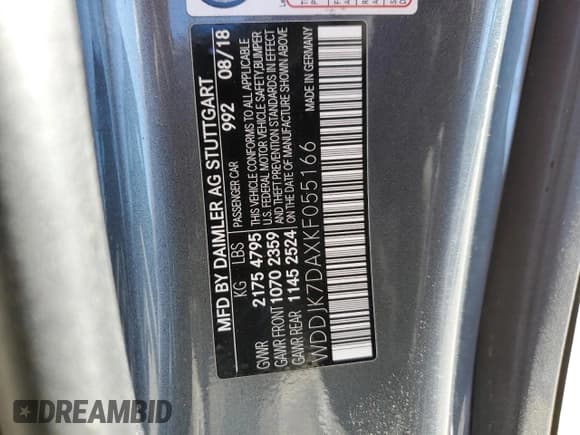 MFD BY DAIMLER AG STUTTGART
992 08/18
KG LBS PASSENGER CAR
GVWR 2175 4795
GAWR FRONT 1070 2359
GAWR REAR 1145 2524
THIS VEHICLE CONFORMS TO ALL APPLICABLE
U.S. FEDERAL MOTOR VEHICLE SAFETY,BUMPER
AND THEFT PREVENTION STANDARDS IN EFFECT
ON THE DATE OF MANUFACTURE SHOWN ABOVE
WDDJK7DAXKF055166 MADE IN GERMANY
DREAMBID